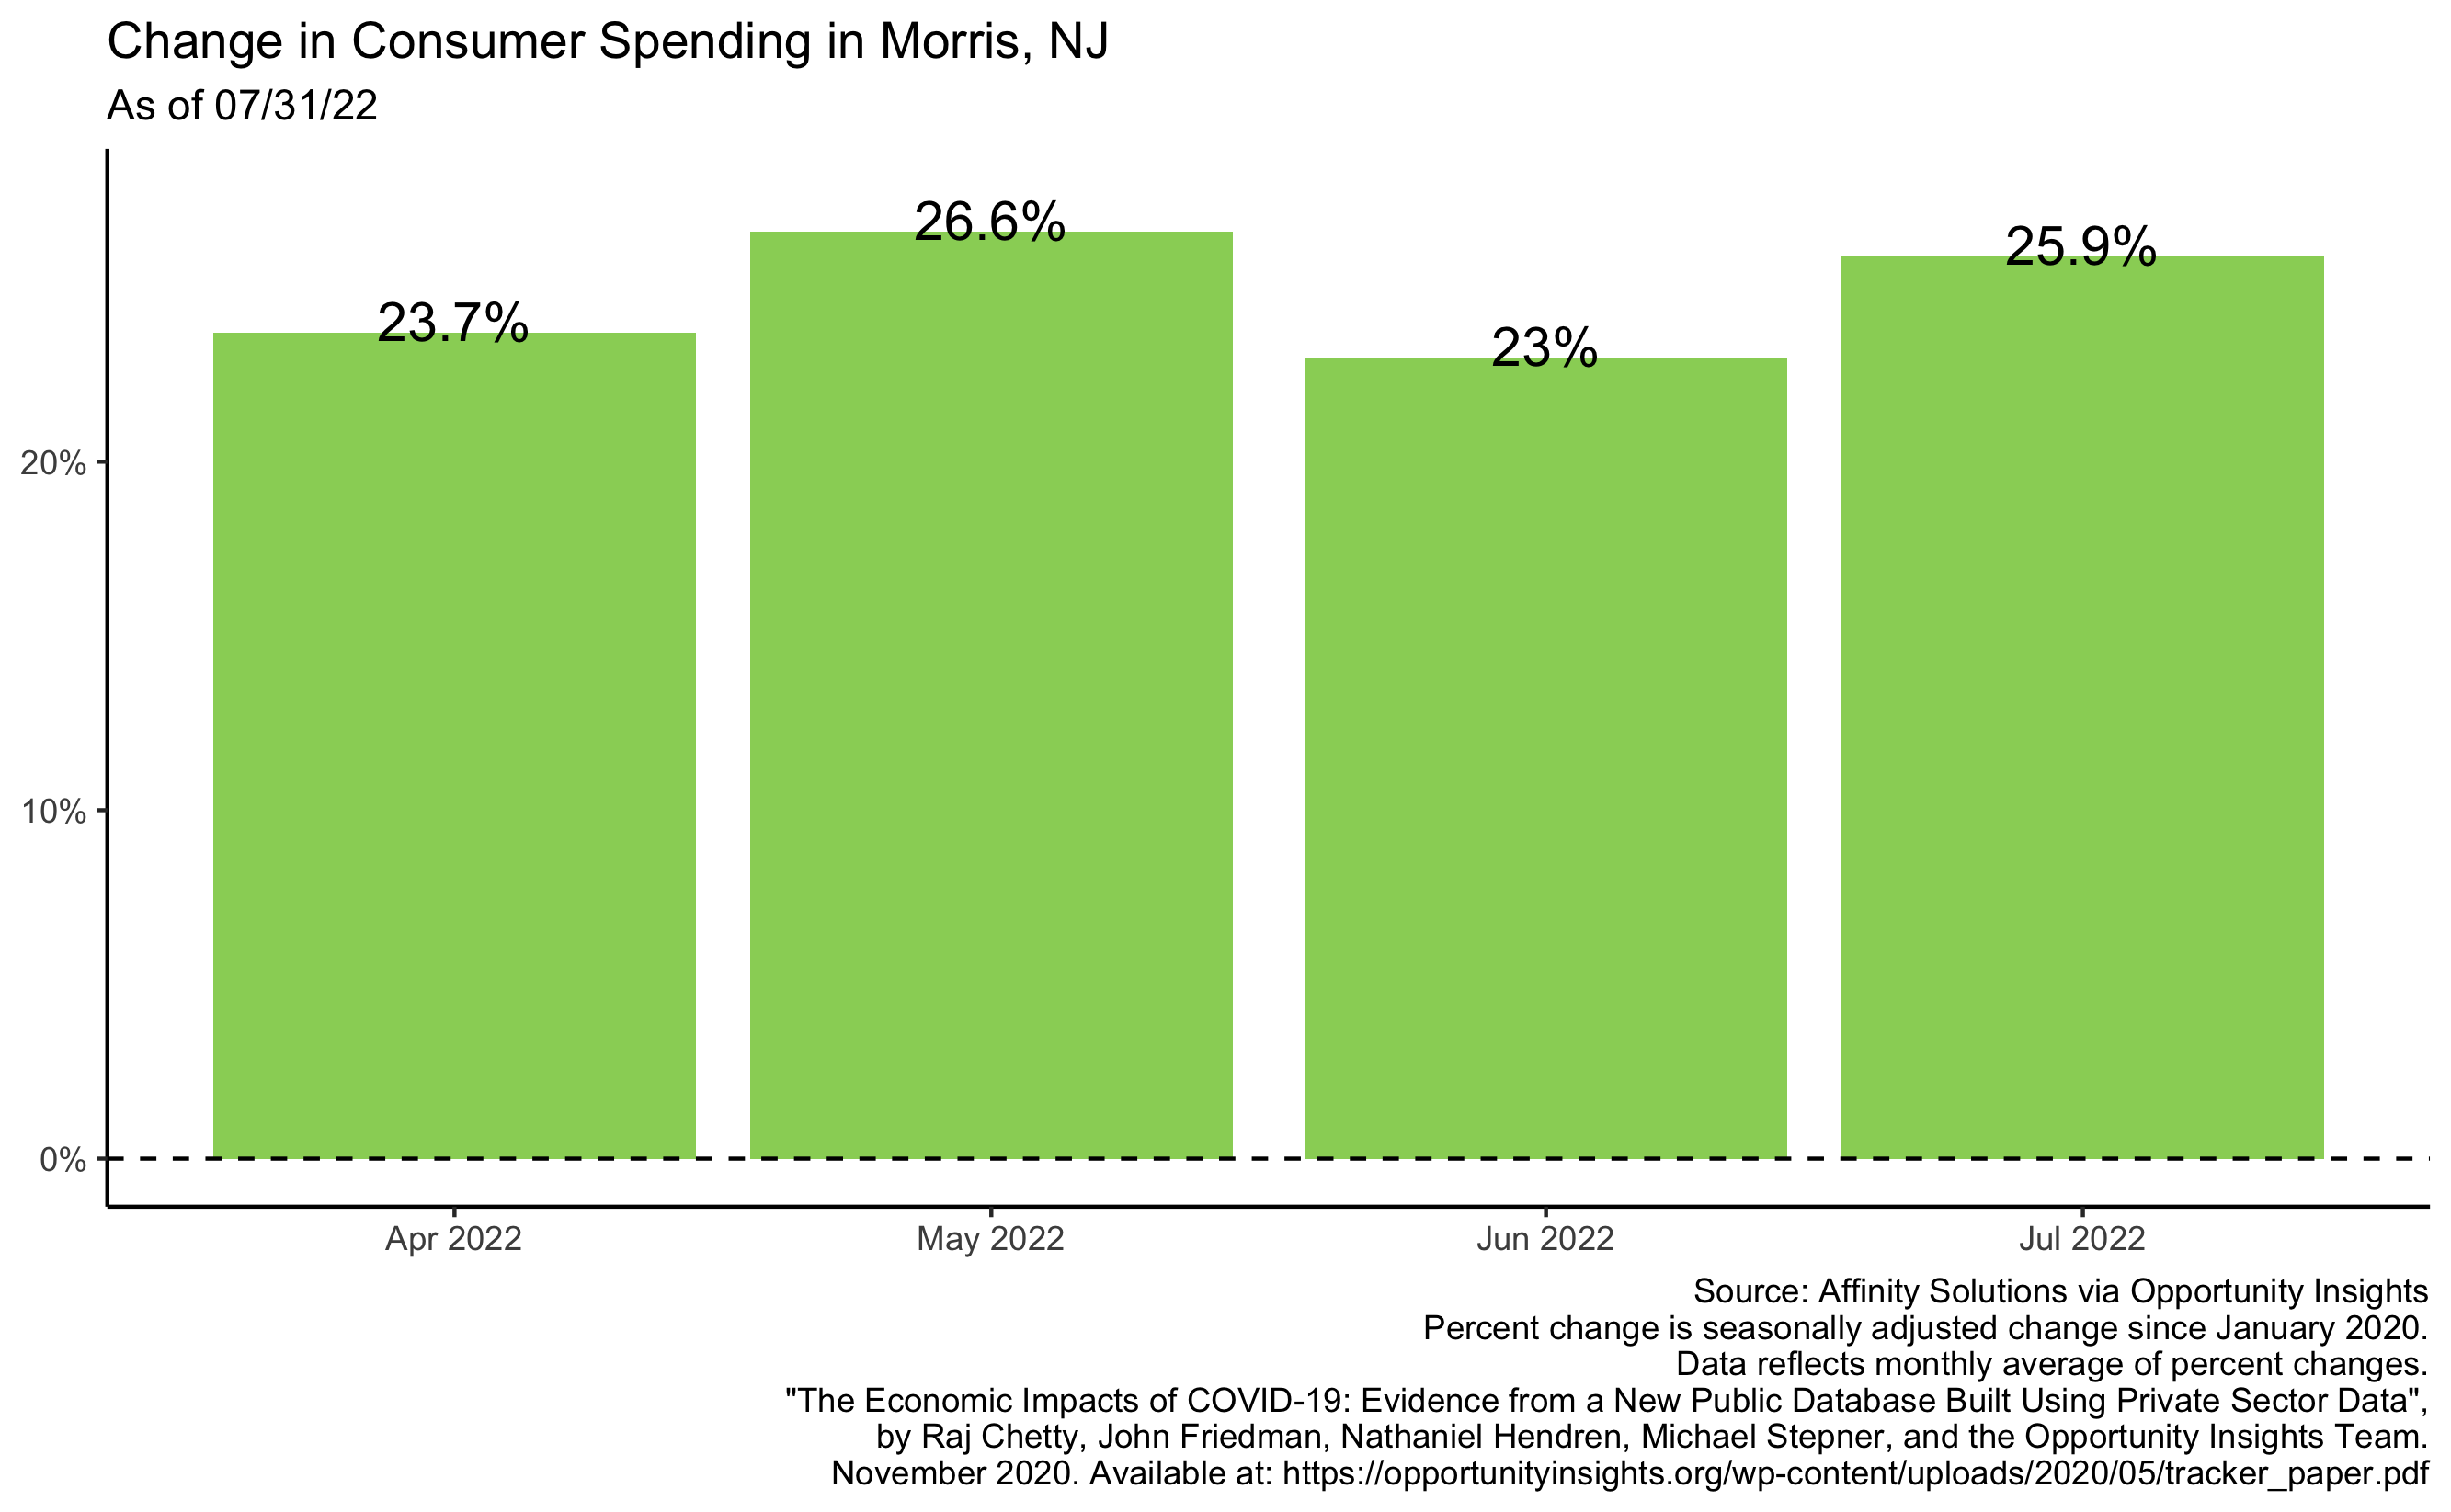 Change in Consumer Spending in Morris, NJ
As of 07/31/22
26.6%
25.9%
23.7%
23%
20%
10%
0%
Apr 2022
May 2022
Jun 2022
Jul 2022
Source: Affinity Solutions via Opportunity Insights
Percent change is seasonally adjusted change since January 2020.
Data reflects monthly average of percent changes.
"The Economic Impacts of COVID-19: Evidence from a New Public Database Built Using Private Sector Data",
by Raj Chetty, John Friedman, Nathaniel Hendren, Michael Stepner, and the Opportunity Insights Team.
November 2020. Available at: https://opportunityinsights.org/wp-content/uploads/2020/05/tracker_paper.pdf